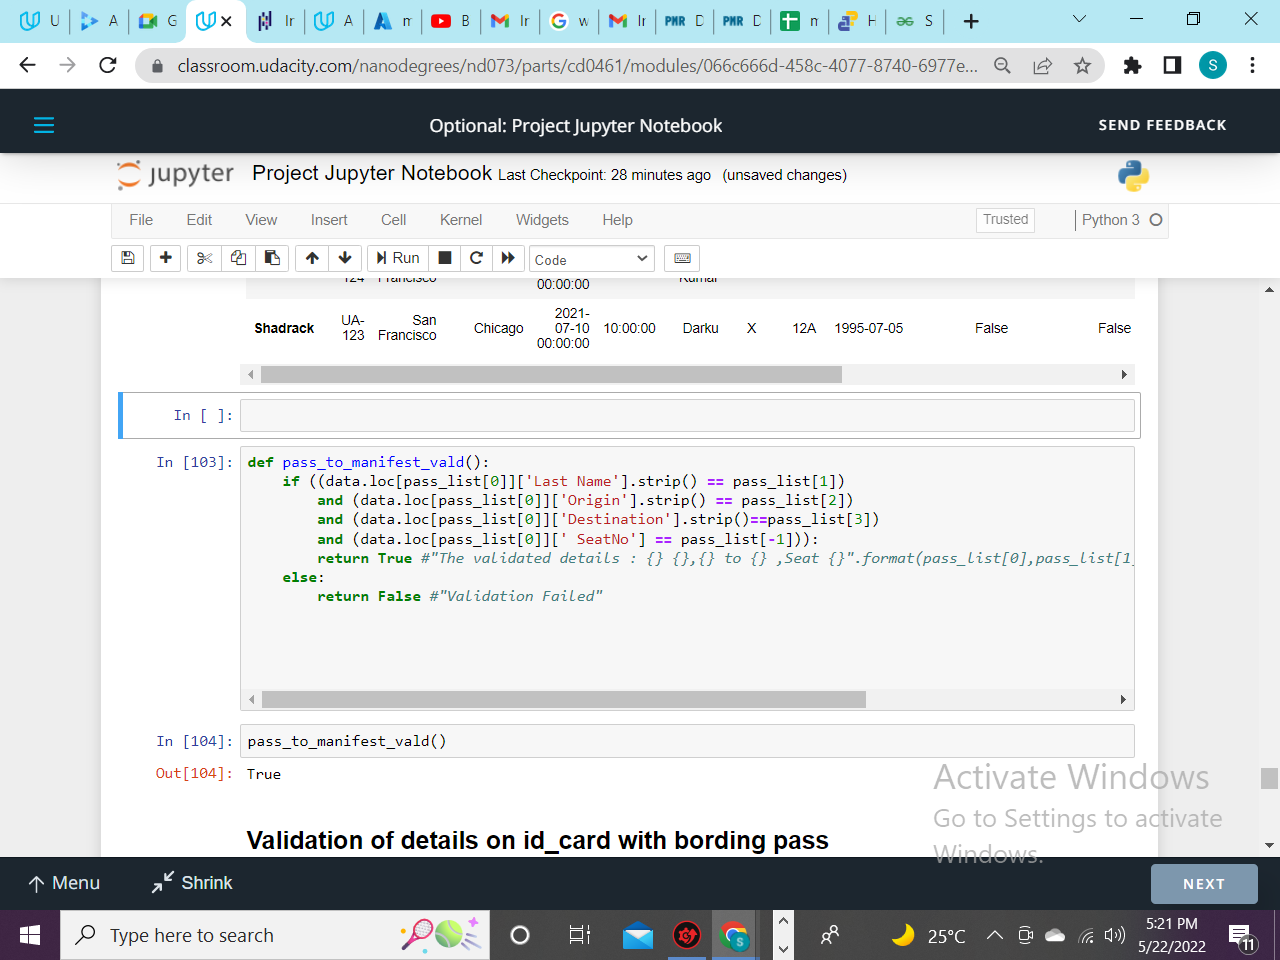 U
A
G
Ir
A
m
B
Ir
w
Ir
PMR D
PMR D
m
H
S
classroom.udacity.com/nanodegrees/nd073/parts/cd0461/modules/066c666d-458c-4077-8740-6977e...
S
Optional: Project Jupyter Notebook
SEND FEEDBACK
jupyter Project Jupyter Notebook Last Checkpoint: 28 minutes ago (unsaved changes)
File Edit View Insert Cell Kernel Widgets Help
Trusted
Python 3
Run
Code
124 Francisco 00:00:00 Kumar
Shadrack UA-123 San Francisco Chicago 2021-07-10 00:00:00 10:00:00 Darku X 12A 1995-07-05 False False
In [ ]:
In [103]: def pass_to_manifest_vald():
if ((data.loc[pass_list[0]]['Last Name'].strip() == pass_list[1])
and (data.loc[pass_list[0]]['Origin'].strip() == pass_list[2])
and (data.loc[pass_list[0]]['Destination'].strip()==pass_list[3])
and (data.loc[pass_list[0]][' SeatNo'] == pass_list[-1])):
return True #"The validated details : {} {},{} to {} ,Seat {}".format(pass_list[0],pass_list[1]
else:
return False #"Validation Failed"
In [104]: pass_to_manifest_vald()
Out[104]: True
Validation of details on id_card with bording pass
Activate Windows
Go to Settings to activate
Windows.
Menu
Shrink
NEXT
Type here to search
S
25°C
5:21 PM
5/22/2022
11